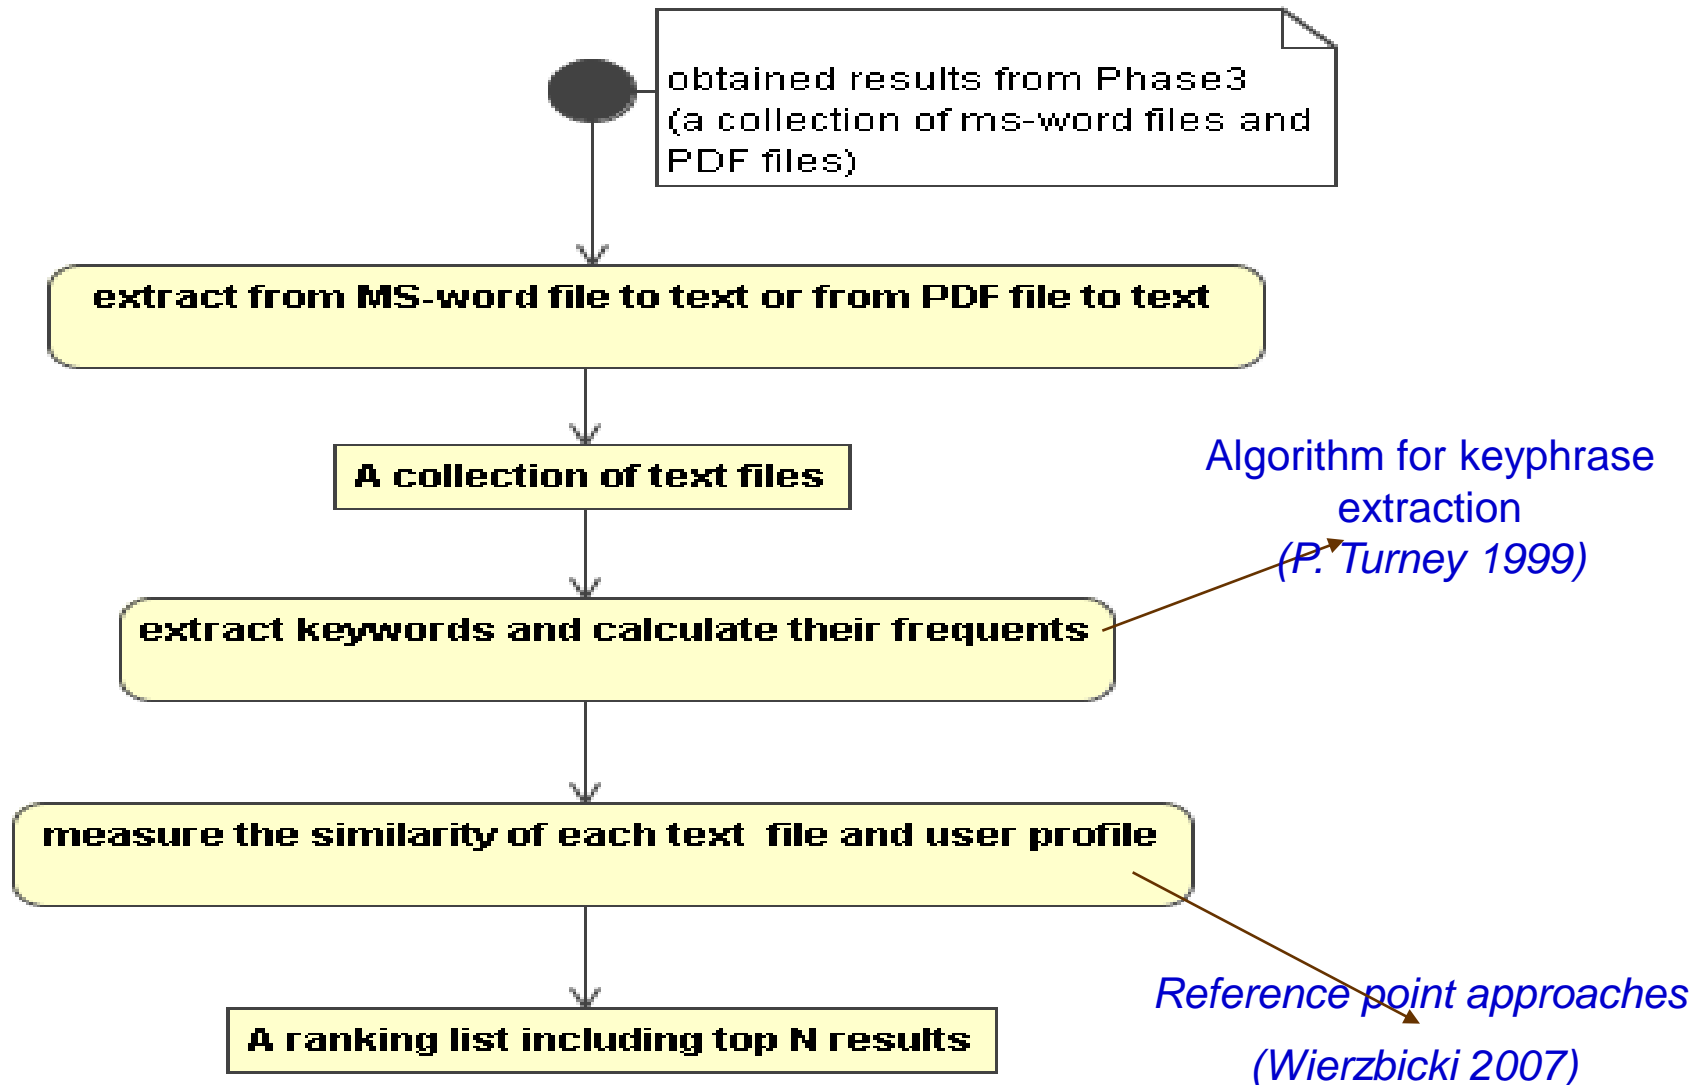 obtained results from Phase3
(a collection of ms-word files and
PDF files)
extract from MS-word file to text or from PDF file to text
A collection of text files
Algorithm for keyphrase
extraction
(P. Turney 1999)
extract keywords and calculate their frequents
measure the similarity of each text file and user profile
Reference point approaches
(Wierzbicki 2007)
A ranking list including top N results